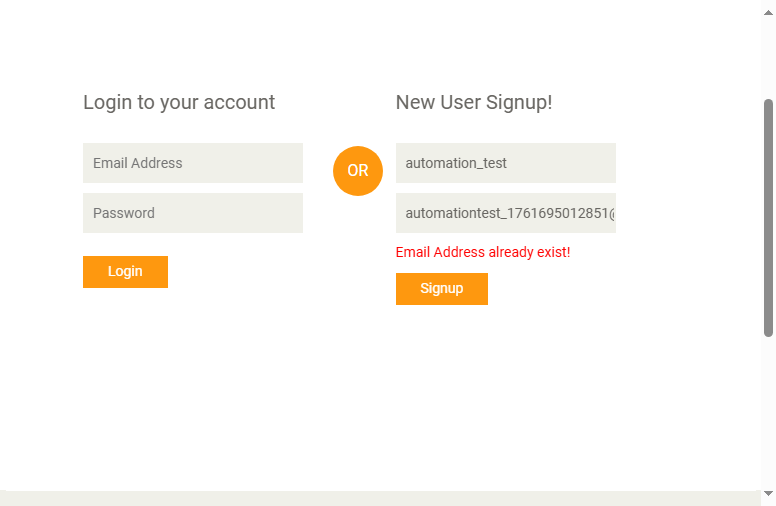 Login to your account
Email Address
Password
Login
OR
New User Signup!
automation_test
automationtest_1761695012851@
Email Address already exist!
Signup